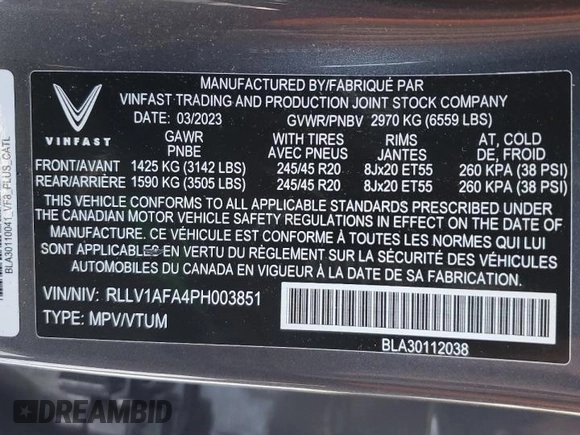 MANUFACTURED BY/FABRIQUÉ PAR
VINFAST TRADING AND PRODUCTION JOINT STOCK COMPANY
VINFAST
DATE: 03/2023 GVWR/PNBV 2970 KG (6559 LBS)
GAWR WITH TIRES RIMS AT, COLD
PNBE AVEC PNEUS JANTES DE, FROID
FRONT/AVANT 1425 KG (3142 LBS) 245/45 R20 8Jx20 ET55 260 KPA (38 PSI)
REAR/ARRIÈRE 1590 KG (3505 LBS) 245/45 R20 8Jx20 ET55 260 KPA (38 PSI)
THIS VEHICLE CONFORMS TO ALL APPLICABLE STANDARDS PRESCRIBED UNDER
THE CANADIAN MOTOR VEHICLE SAFETY REGULATIONS IN EFFECT ON THE DATE OF
MANUFACTURE. CE VÉHICULE EST CONFORME À TOUTES LES NORMES QUI LUI
SONT APPLICABLES EN VIGUEUR DU RÈGLEMENT SUR LA SÉCURITÉ DES VÉHICULES
AUTOMOBILES DU CANADA EN VIGUEUR À LA DATE DE SA FABRICATION.
VIN/NIV: RLLV1AFA4PH003851
TYPE: MPV/VTUM
BLA30112038
BLA30110041_VF8_PLUS_CATL
DREAMBID